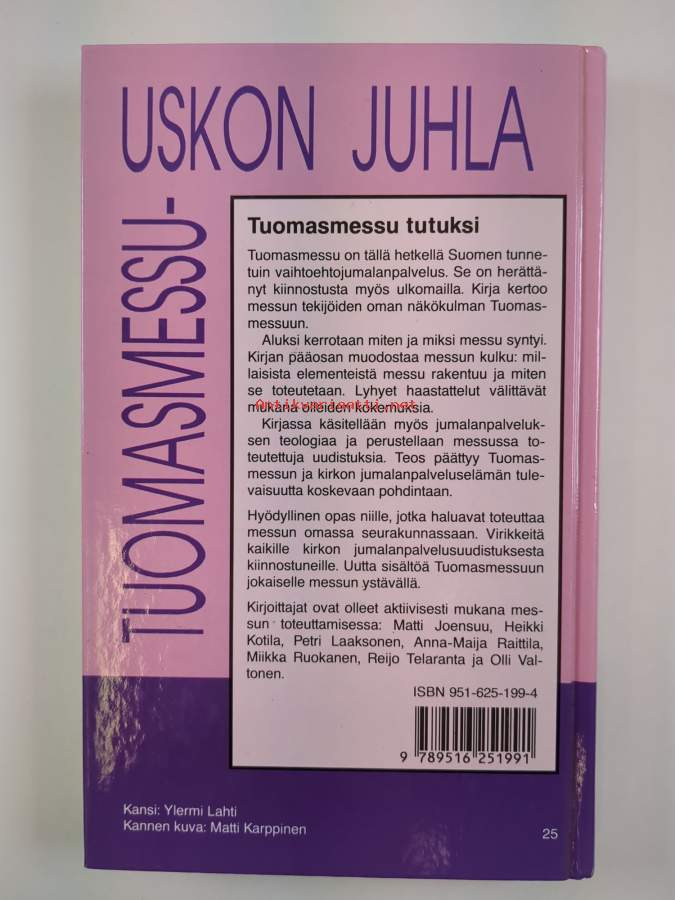 USKON JUHLA
TUOMASMESSU-
Tuomasmessu tutuksi
Tuomasmessu on tällä hetkellä Suomen tunne-
tuin vaihtoehtojumalanpalvelus. Se on herättä-
nyt kiinnostusta myös ulkomailla. Kirja kertoo
messun tekijöiden oman näkökulman Tuomas-
messuun.
Aluksi kerrotaan miten ja miksi messu syntyi.
Kirjan pääosan muodostaa messun kulku: mil-
laisista elementeistä messu rakentuu ja miten
se toteutetaan. Lyhyet haastattelut välittävät
mukana olleiden kokemuksia.
Antikvariaatti.net
Kirjassa käsitellään myös jumalanpalveluk-
sen teologiaa ja perustellaan messussa to-
teutettuja uudistuksia. Teos päättyy Tuomas-
messun ja kirkon jumalanpalveluselämän tule-
vaisuutta koskevaan pohdintaan.
Hyödyllinen opas niille, jotka haluavat toteuttaa
messun omassa seurakunnassaan. Virikkeitä
kaikille kirkon jumalanpalvelusuudistuksesta
kiinnostuneille. Uutta sisältöä Tuomasmessuun
jokaiselle messun ystävällä.
Kirjoittajat ovat olleet aktiivisesti mukana mes-
sun toteuttamisessa: Matti Joensuu, Heikki
Kotila, Petri Laaksonen, Anna-Maija Raittila,
Miikka Ruokanen, Reijo Telaranta ja Olli Val-
tonen.
ISBN 951-625-199-4
9 789516 251991
Kansi: Ylermi Lahti
Kannen kuva: Matti Karppinen
25